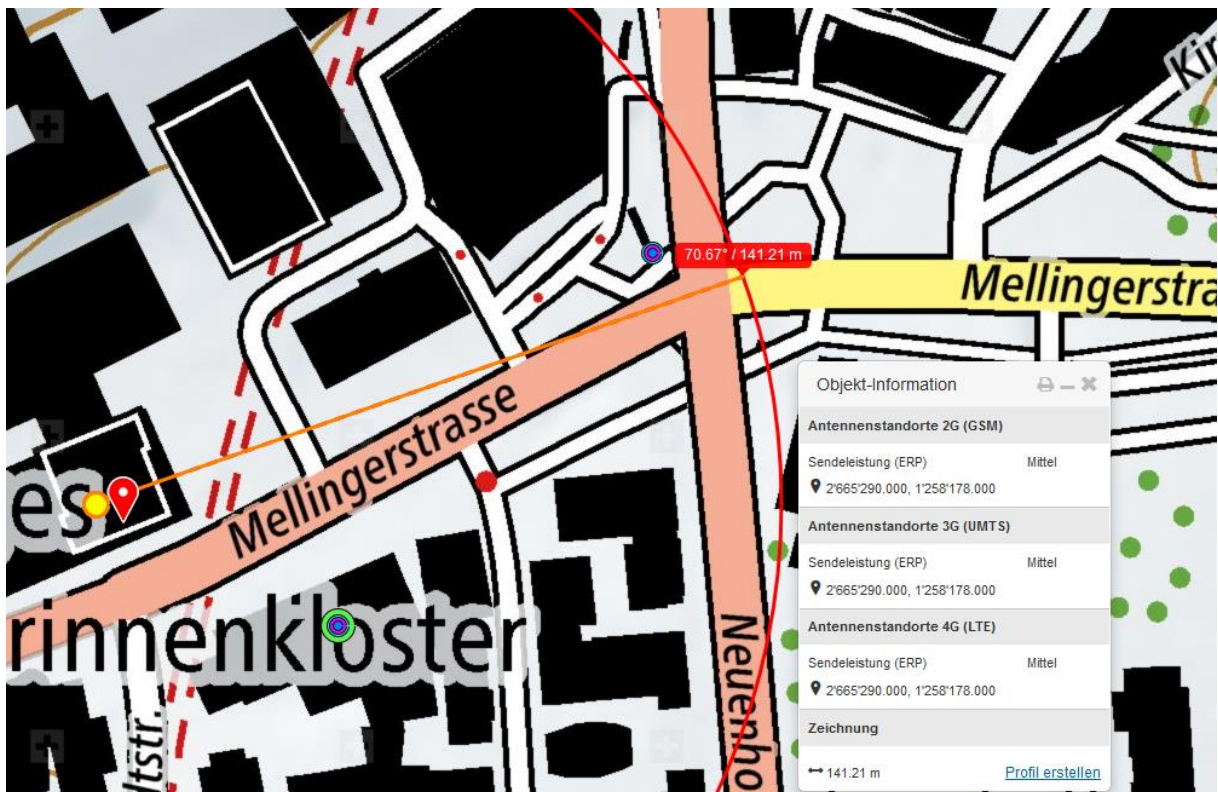 Kir
70.67° / 141.21 m
Mellingerstra
Mellingerstrasse
es
rinnenkloster
Neuenho
ltstr.
Objekt-Information
Antennenstandorte 2G (GSM)
Sendeleistung (ERP) Mittel
2'665'290.000, 1'258'178.000
Antennenstandorte 3G (UMTS)
Sendeleistung (ERP) Mittel
2'665'290.000, 1'258'178.000
Antennenstandorte 4G (LTE)
Sendeleistung (ERP) Mittel
2'665'290.000, 1'258'178.000
Zeichnung
141.21 m Profil erstellen